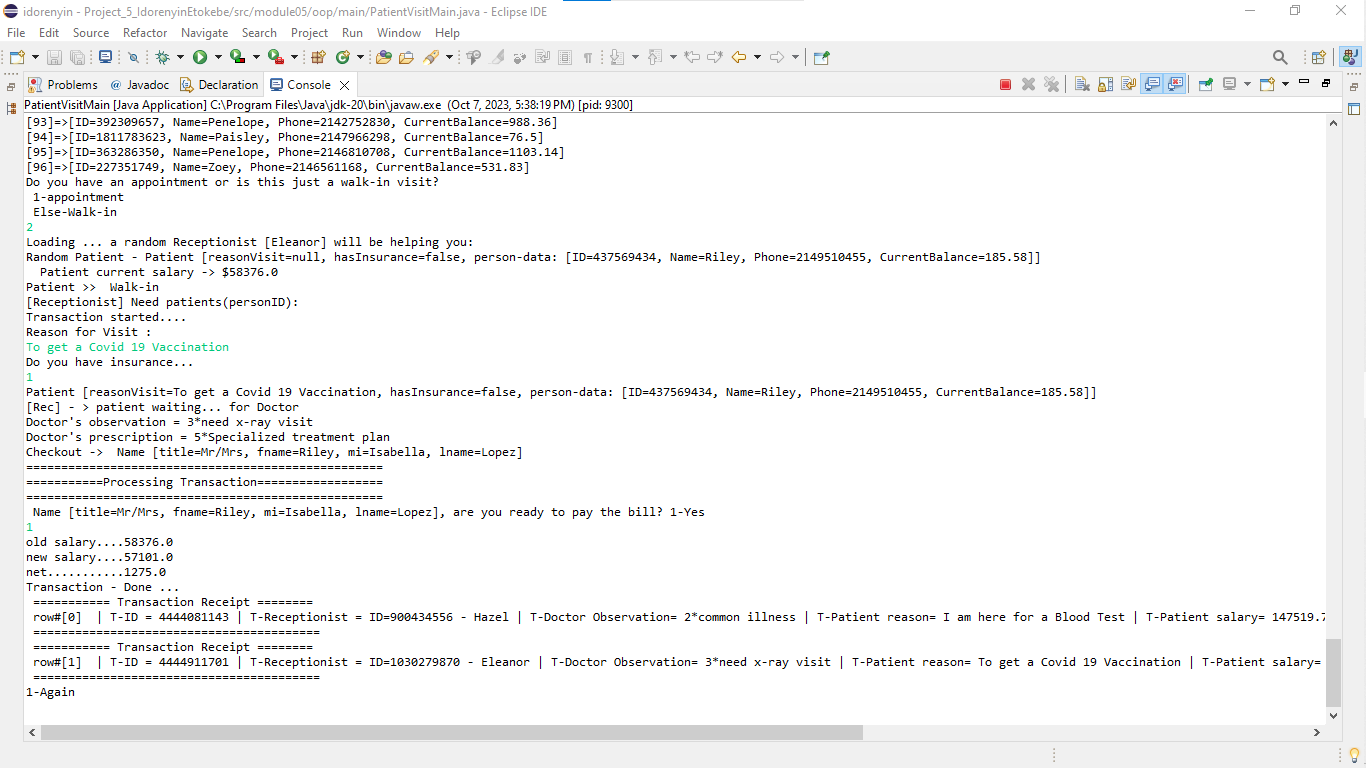 idorenyin - Project_5_IdorenyinEtokebe/src/module05/oop/main/PatientVisitMain.java - Eclipse IDE
File Edit Source Refactor Navigate Search Project Run Window Help
Problems @ Javadoc Declaration Console
PatientVisitMain [Java Application] C:\Program Files\Java\jdk-20\bin\javaw.exe (Oct 7, 2023, 5:38:19 PM) [pid: 9300]
[93]=>[ID=392309657, Name=Penelope, Phone=2142752830, CurrentBalance=988.36]
[94]=>[ID=1811783623, Name=Paisley, Phone=2147966298, CurrentBalance=76.5]
[95]=>[ID=363286350, Name=Penelope, Phone=2146810708, CurrentBalance=1103.14]
[96]=>[ID=227351749, Name=Zoey, Phone=2146561168, CurrentBalance=531.83]
Do you have an appointment or is this just a walk-in visit?
1-appointment
Else-Walk-in
2
Loading ... a random Receptionist [Eleanor] will be helping you:
Random Patient - Patient [reasonVisit=null, hasInsurance=false, person-data: [ID=437569434, Name=Riley, Phone=2149510455, CurrentBalance=185.58]]
Patient current salary -> $58376.0
Patient >>  Walk-in
[Receptionist] Need patients(personID):
Transaction started....
Reason for Visit :
To get a Covid 19 Vaccination
Do you have insurance...
1
Patient [reasonVisit=To get a Covid 19 Vaccination, hasInsurance=false, person-data: [ID=437569434, Name=Riley, Phone=2149510455, CurrentBalance=185.58]]
[Rec] - > patient waiting... for Doctor
Doctor's observation = 3*need x-ray visit
Doctor's prescription = 5*Specialized treatment plan
Checkout ->  Name [title=Mr/Mrs, fname=Riley, mi=Isabella, lname=Lopez]
===================================================
===========Processing Transaction==================
===================================================
Name [title=Mr/Mrs, fname=Riley, mi=Isabella, lname=Lopez], are you ready to pay the bill? 1-Yes
1
old salary....58376.0
new salary....57101.0
net...........1275.0
Transaction - Done ...
=========== Transaction Receipt ========
row#[0]  | T-ID = 4444081143 | T-Receptionist = ID=900434556 - Hazel | T-Doctor Observation= 2*common illness | T-Patient reason= I am here for a Blood Test | T-Patient salary= 147519.7
=========================================
=========== Transaction Receipt ========
row#[1]  | T-ID = 4444911701 | T-Receptionist = ID=1030279870 - Eleanor | T-Doctor Observation= 3*need x-ray visit | T-Patient reason= To get a Covid 19 Vaccination | T-Patient salary=
=========================================
1-Again